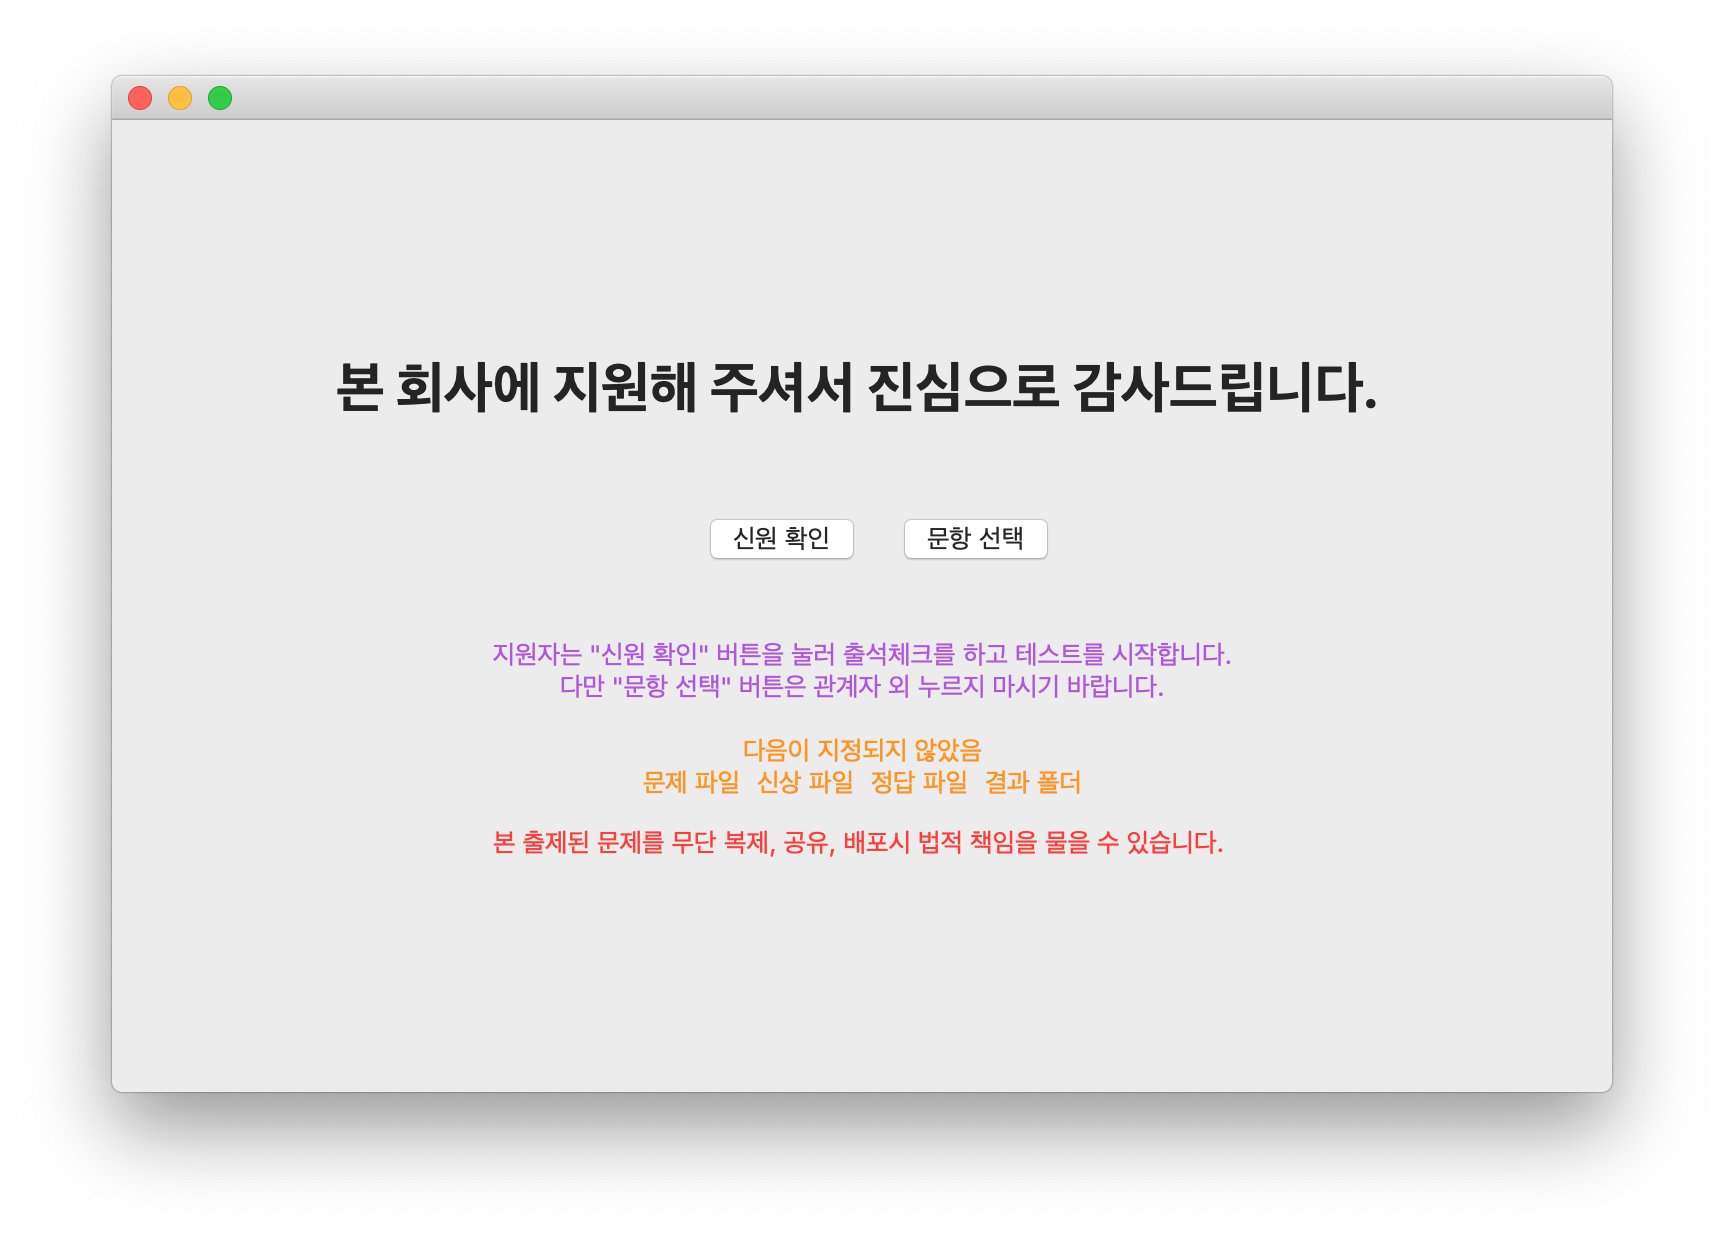 본 회사에 지원해 주셔서 진심으로 감사드립니다.
신원 확인 문항 선택
지원자는 "신원 확인" 버튼을 눌러 출석체크를 하고 테스트를 시작합니다.
다만 "문항 선택" 버튼은 관계자 외 누르지 마시기 바랍니다.
다음이 지정되지 않았음
문제 파일 신상 파일 정답 파일 결과 폴더
본 출제된 문제를 무단 복제, 공유, 배포시 법적 책임을 물을 수 있습니다.